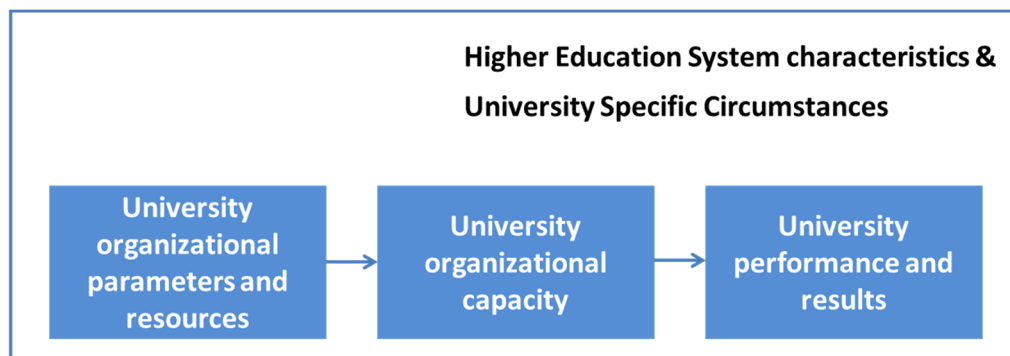 Higher Education System characteristics &
University Specific Circumstances
University
organizational
parameters and
resources
University
organizational
capacity
University
performance and
results